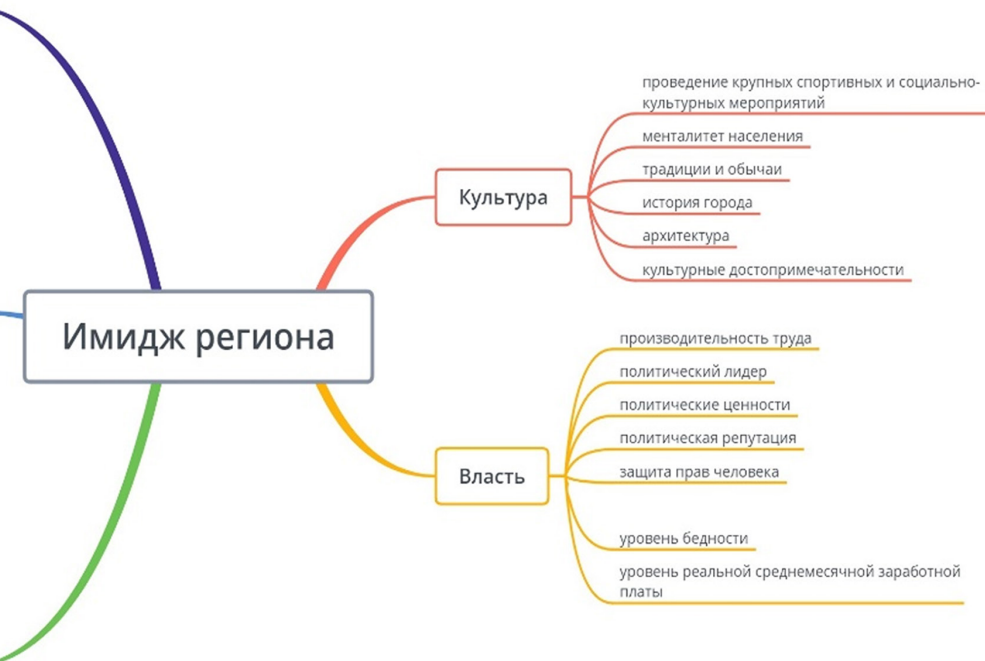 Имидж региона
Культура
проведение крупных спортивных и социально-
культурных мероприятий
менталитет населения
традиции и обычаи
история города
архитектура
культурные достопримечательности
Власть
производительность труда
политический лидер
политические ценности
политическая репутация
защита прав человека
уровень бедности
уровень реальной среднемесячной заработной
платы